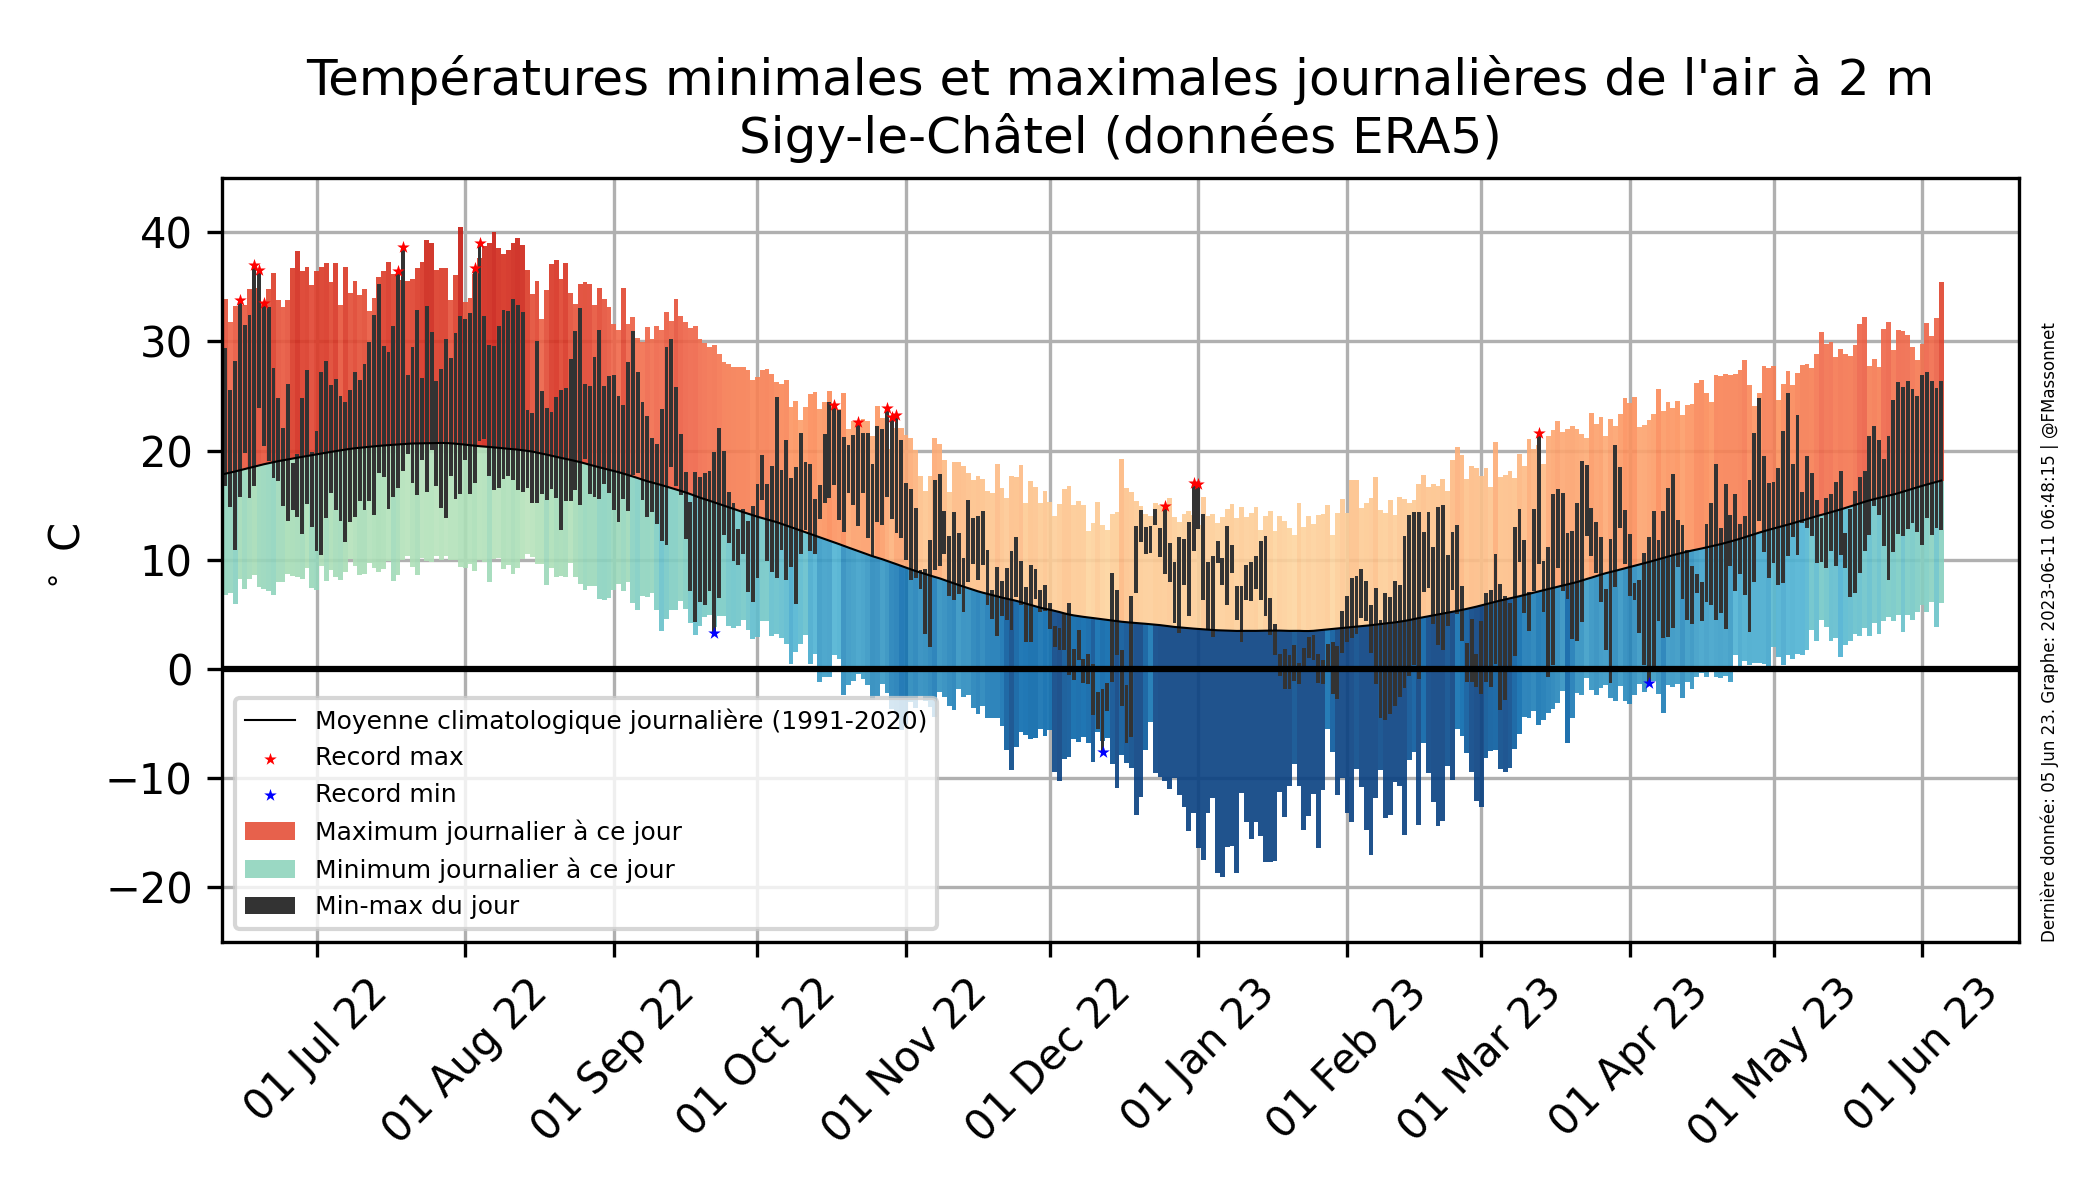 Températures minimales et maximales journalières de l'air à 2 m
Sigy-le-Châtel (données ERA5)
40
30
20
10
0
−10
−20
° C
Moyenne climatologique journalière (1991-2020)
Record max
Record min
Maximum journalier à ce jour
Minimum journalier à ce jour
Min-max du jour
01 Jul 22
01 Aug 22
01 Sep 22
01 Oct 22
01 Nov 22
01 Dec 22
01 Jan 23
01 Feb 23
01 Mar 23
01 Apr 23
01 May 23
01 Jun 23
Dernière donnée: 05 Jun 23. Graphe: 2023-06-11 06:48:15 | @FMassonnet